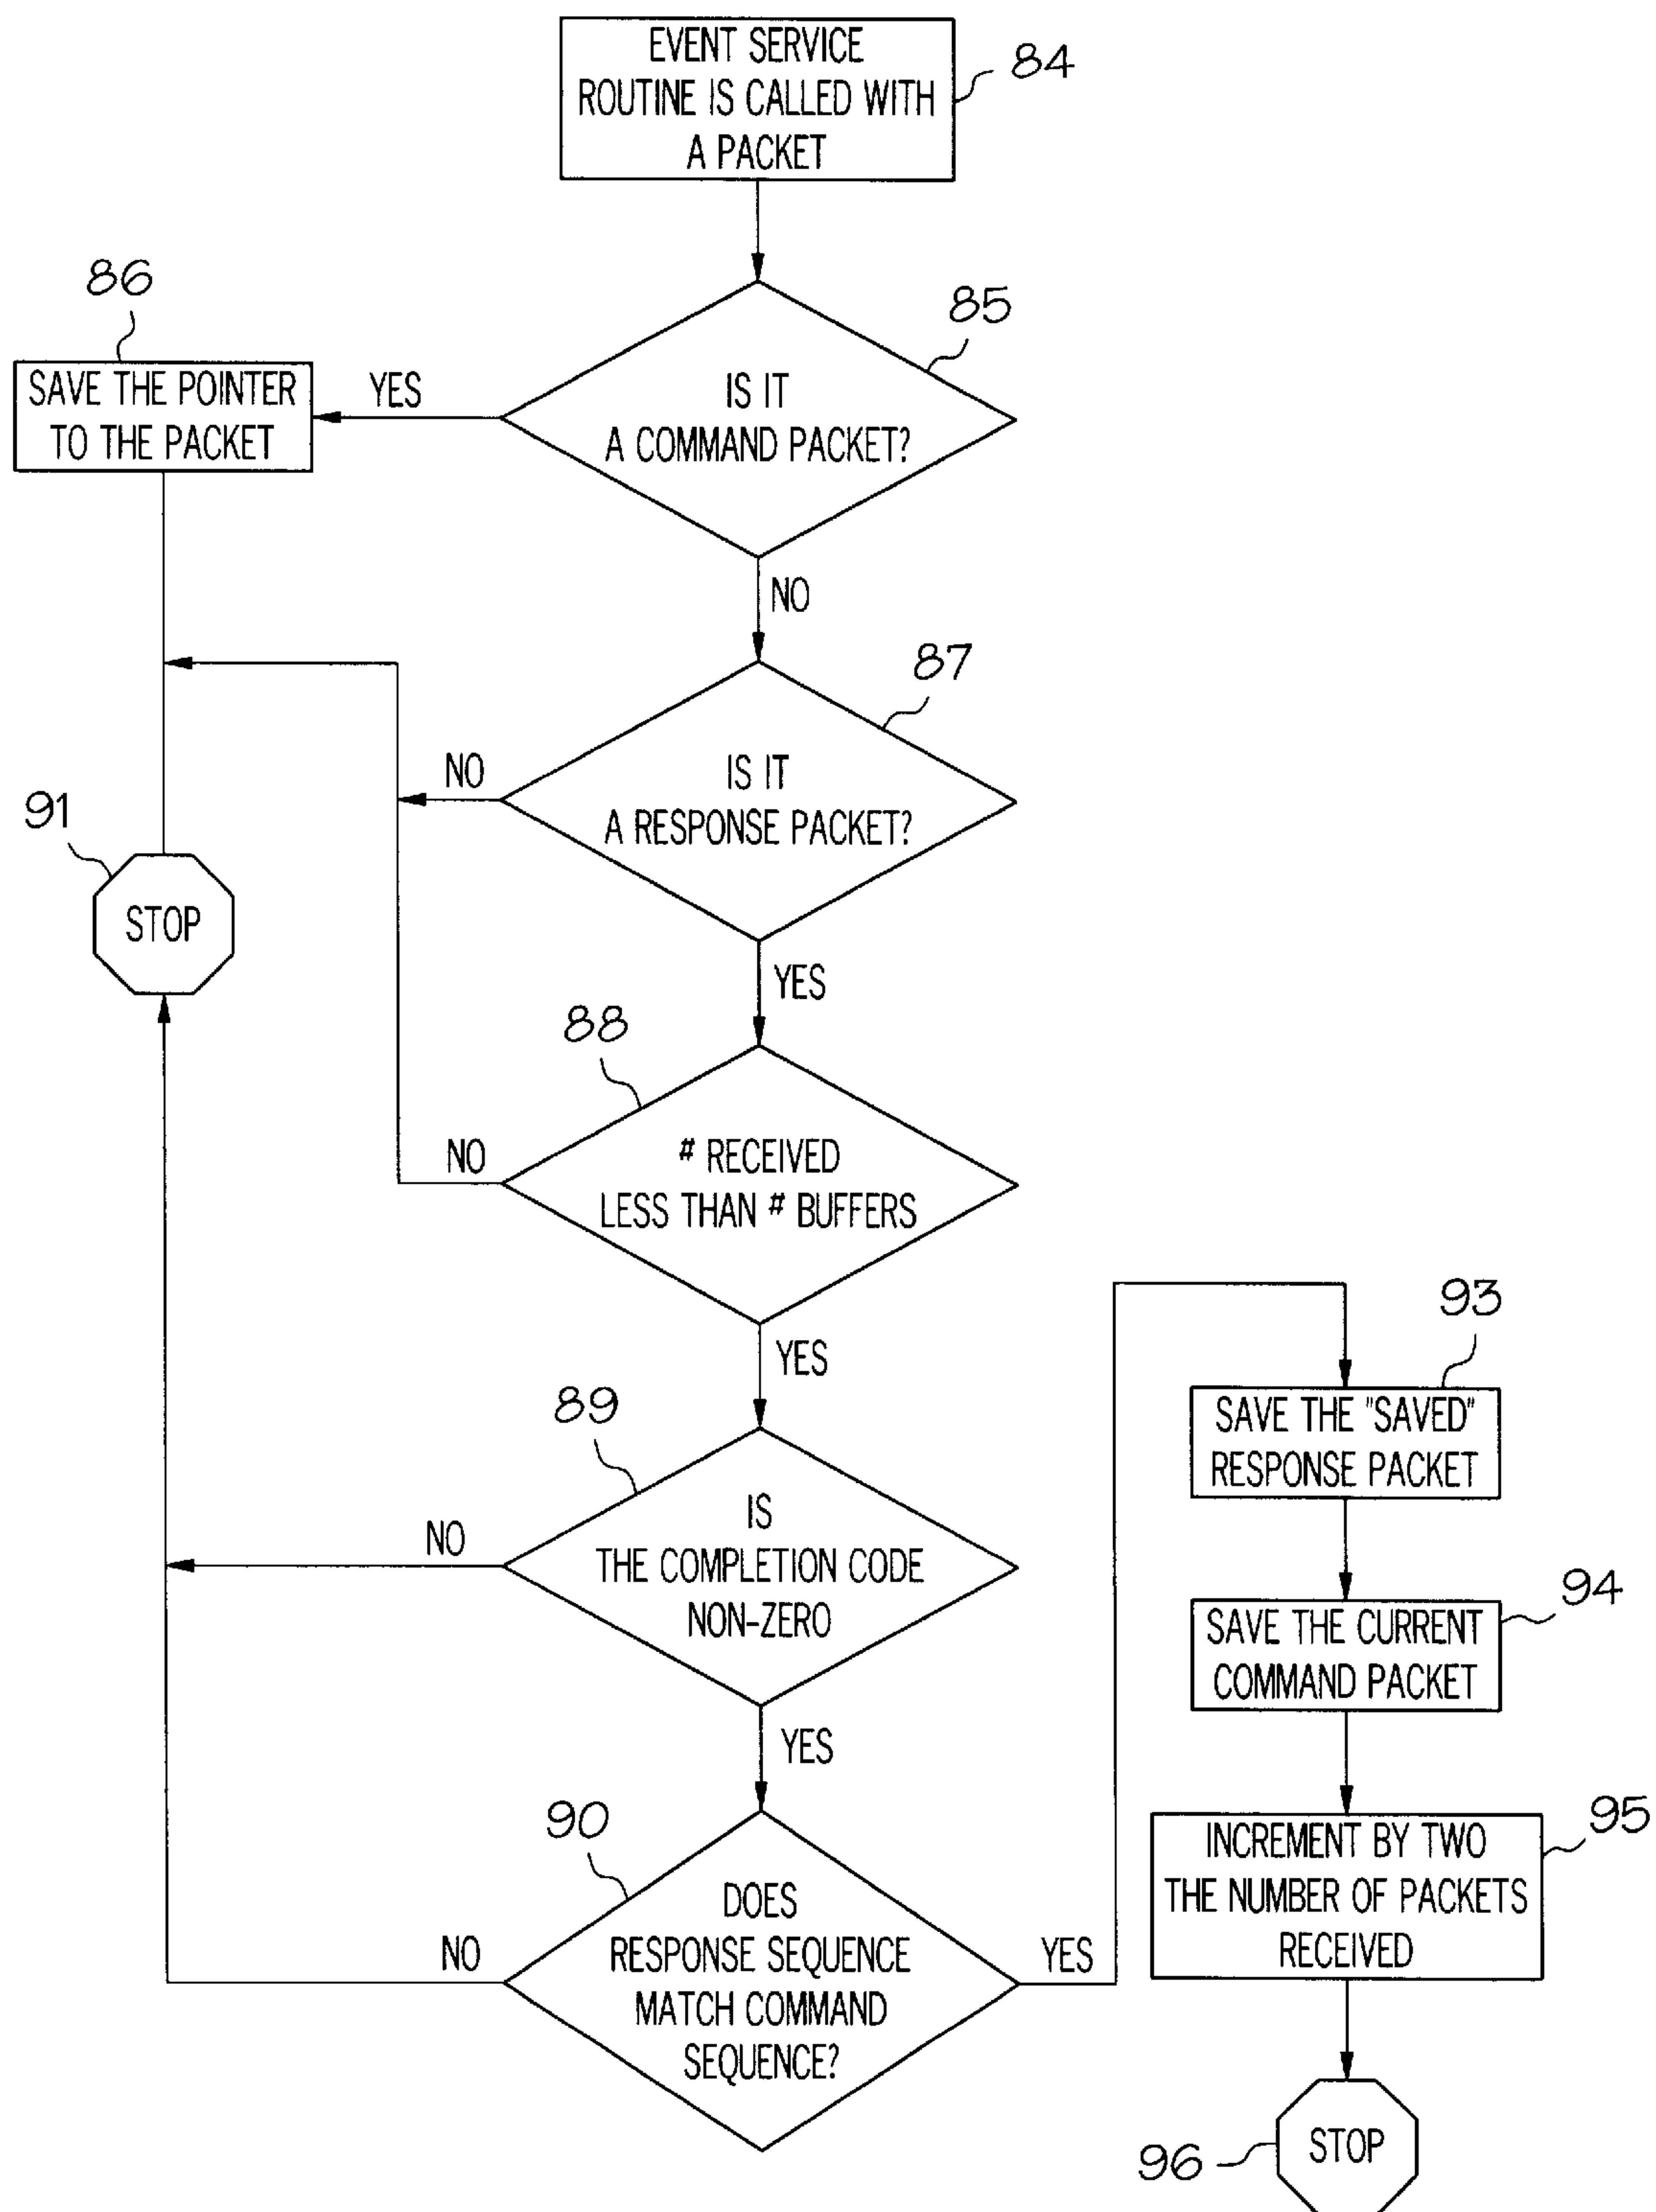 EVENT SERVICE
ROUTINE IS CALLED WITH
A PACKET
84
86
85
SAVE THE POINTER
TO THE PACKET
YES
IS IT
A COMMAND PACKET?
NO
87
NO
IS IT
A RESPONSE PACKET?
91
STOP
YES
88
NO
# RECEIVED
LESS THAN # BUFFERS
YES
93
SAVE THE "SAVED"
RESPONSE PACKET
89
NO
IS
THE COMPLETION CODE
NON-ZERO
94
SAVE THE CURRENT
COMMAND PACKET
YES
90
95
INCREMENT BY TWO
THE NUMBER OF PACKETS
RECEIVED
NO
DOES
RESPONSE SEQUENCE
MATCH COMMAND
SEQUENCE?
YES
96
STOP